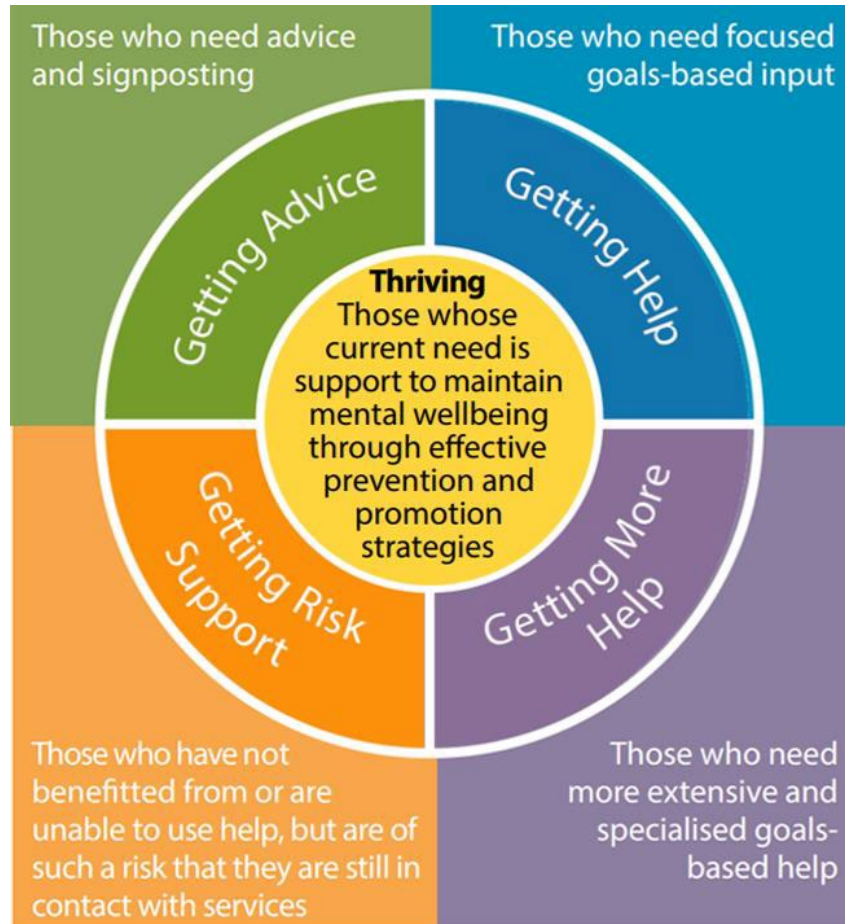 Those who need advice
and signposting
Those who need focused
goals-based input
Getting Advice
Getting Help
Thriving
Those whose
current need is
support to maintain
mental wellbeing
through effective
prevention and
promotion
strategies
Getting Risk
Support
Getting More
Help
Those who have not
benefitted from or are
unable to use help, but are of
such a risk that they are still in
contact with services
Those who need
more extensive and
specialised goals-
based help